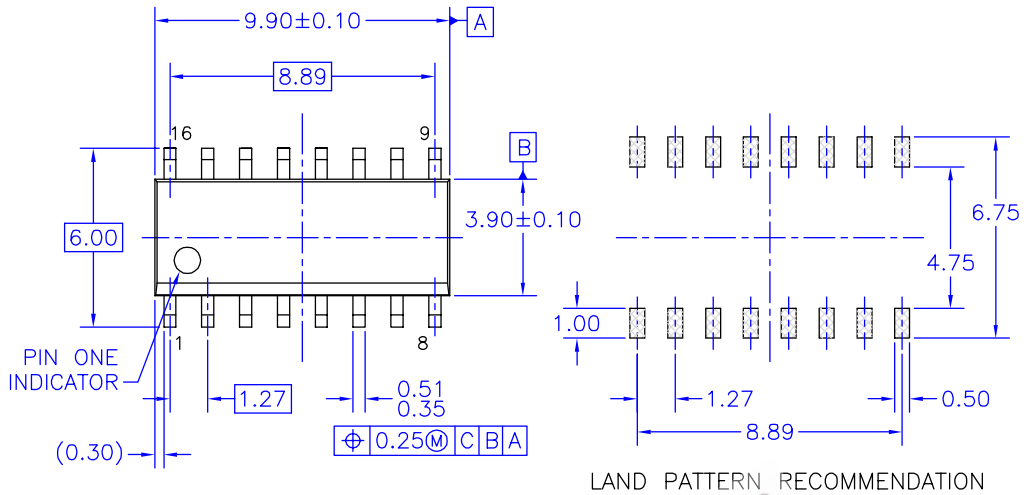 9.90±0.10 A
8.89
16 9
B
6.00 3.90±0.10
6.75
4.75
1.00
1 8
PIN ONE
INDICATOR
1.27 0.51
0.35
1.27 0.50
0.25Ⓜ C B A
8.89
(0.30)
LAND PATTERN RECOMMENDATION